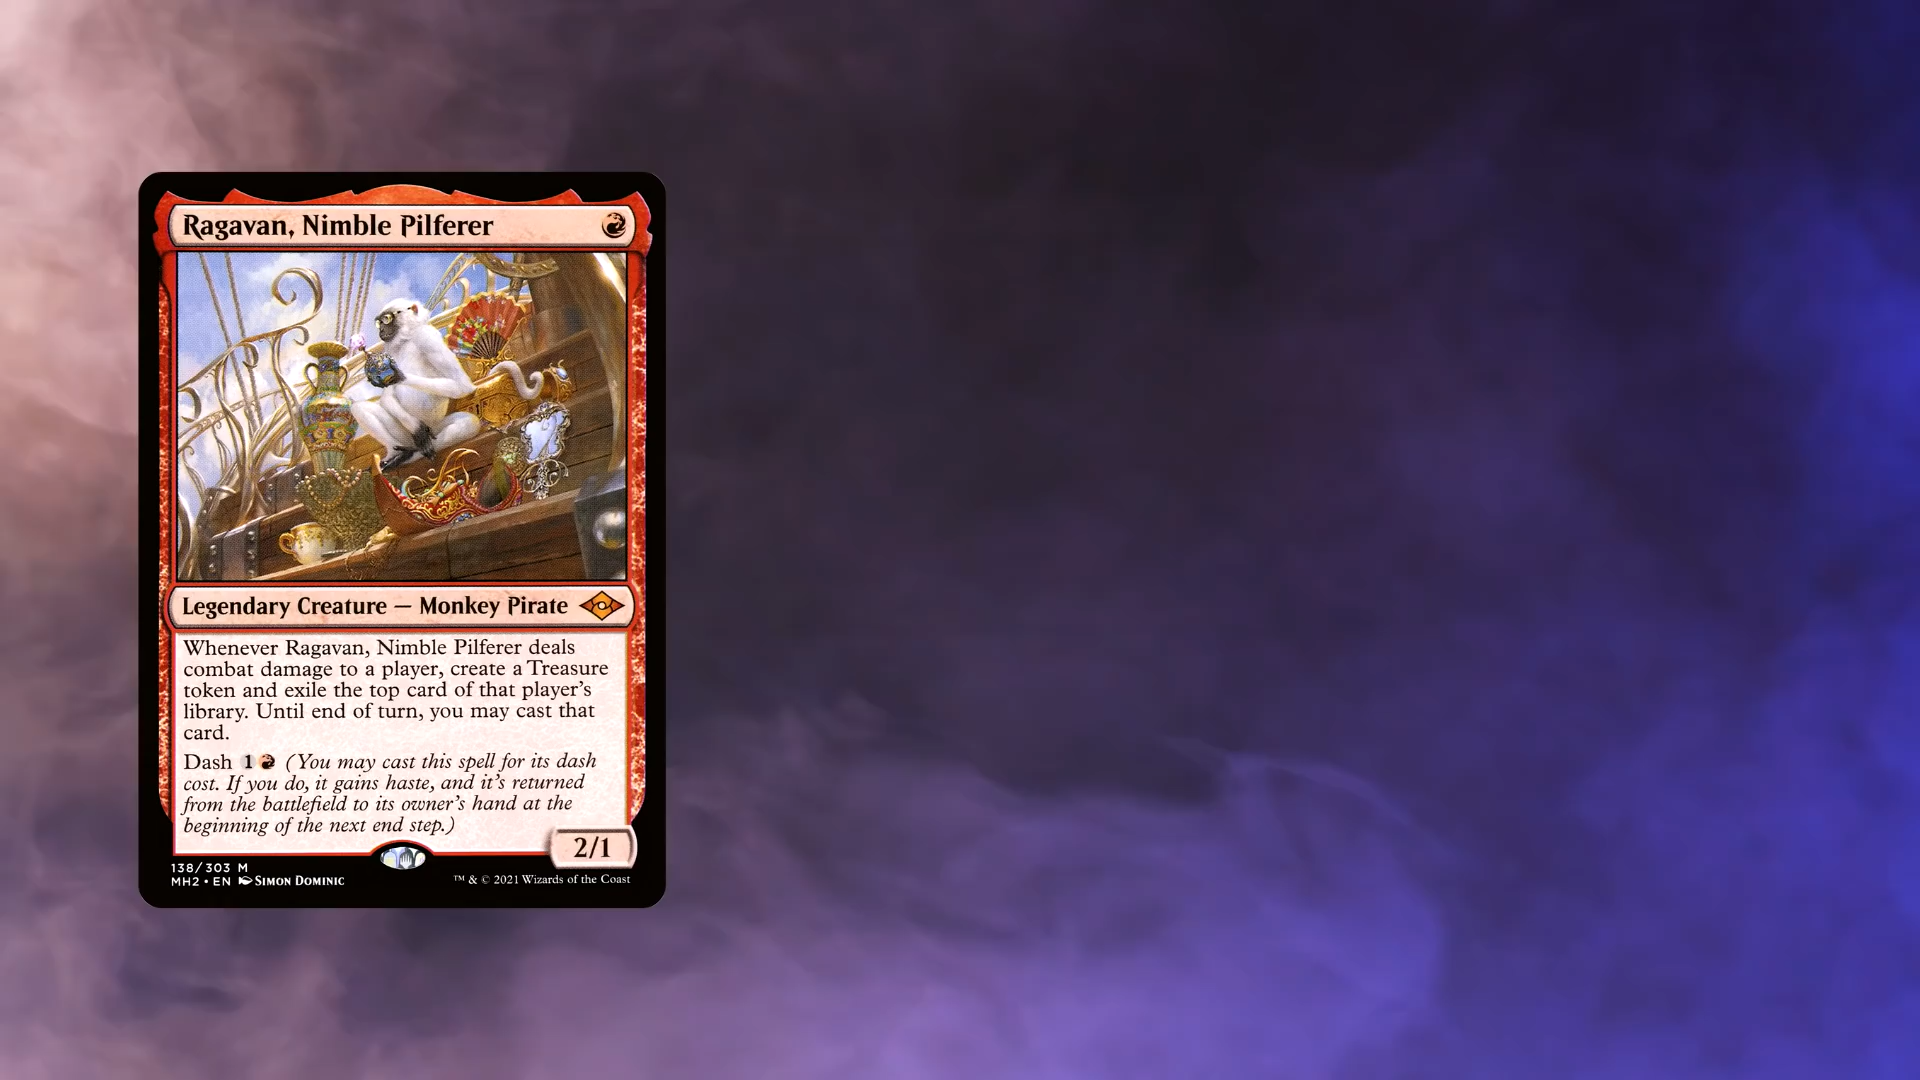 Ragavan, Nimble Pilferer
Legendary Creature — Monkey Pirate
Whenever Ragavan, Nimble Pilferer deals
combat damage to a player, create a Treasure
token and exile the top card of that player's
library. Until end of turn, you may cast that
card.
Dash 1 (You may cast this spell for its dash
cost. If you do, it gains haste, and it's returned
from the battlefield to its owner's hand at the
beginning of the next end step.)
2/1
138/303 M
MH2 • EN Simon Dominic
™ & © 2021 Wizards of the Coast